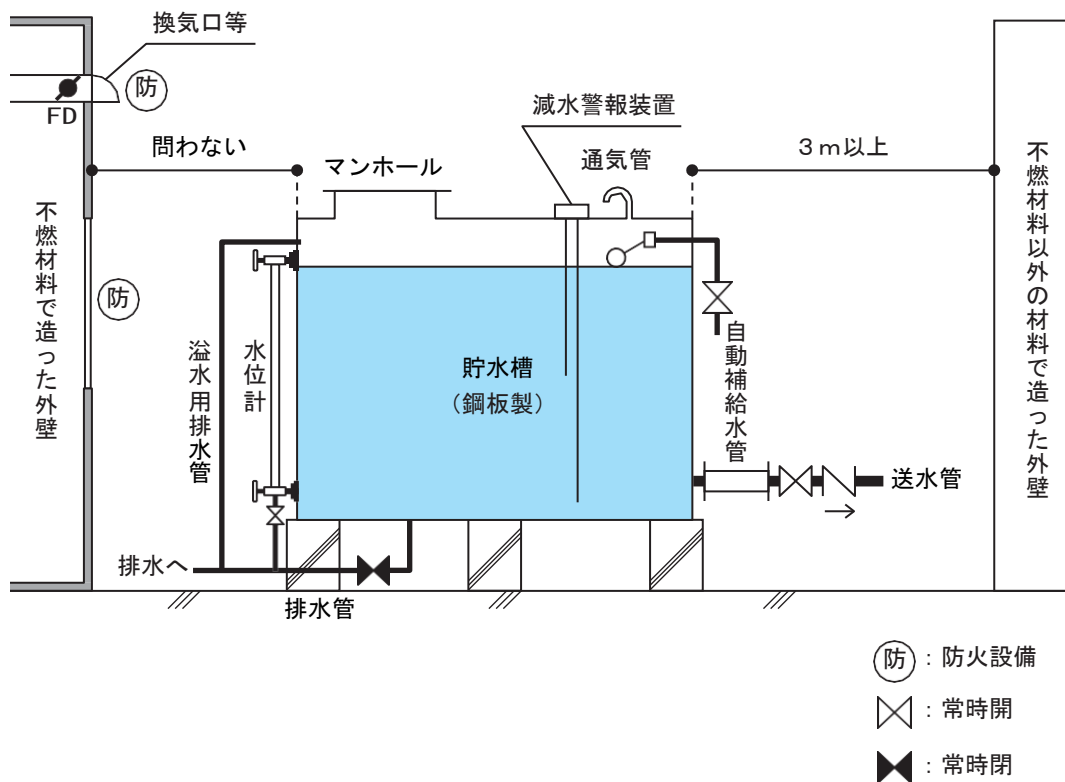 換気口等
防
FD
減水警報装置
問わない
マンホール
通気管
3m以上
不燃材料で造った外壁
防
溢水用排水管
水位計
貯水槽
(鋼板製)
自動補給水管
不燃材料以外の材料で造った外壁
送水管
排水へ
排水管
防：防火設備
：常時開
：常時閉